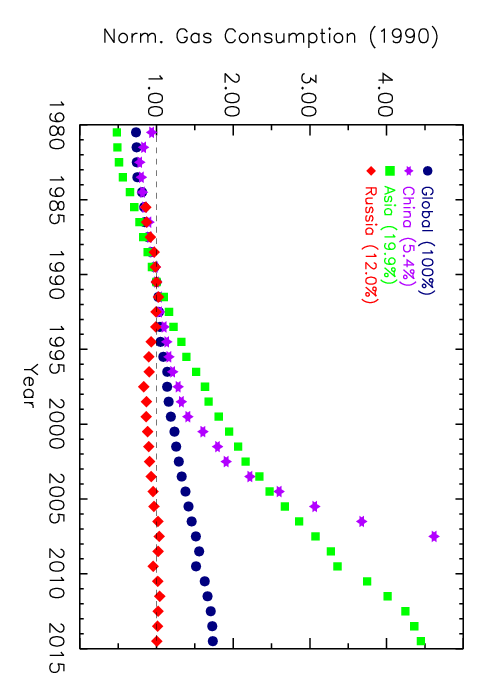 Norm. Gas Consumption (1990)
1.00 2.00 3.00 4.00
1980 1985 1990 1995 2000 2005 2010 2015
Year
Global (100%)
China (5.4%)
Asia (19.9%)
Russia (12.0%)